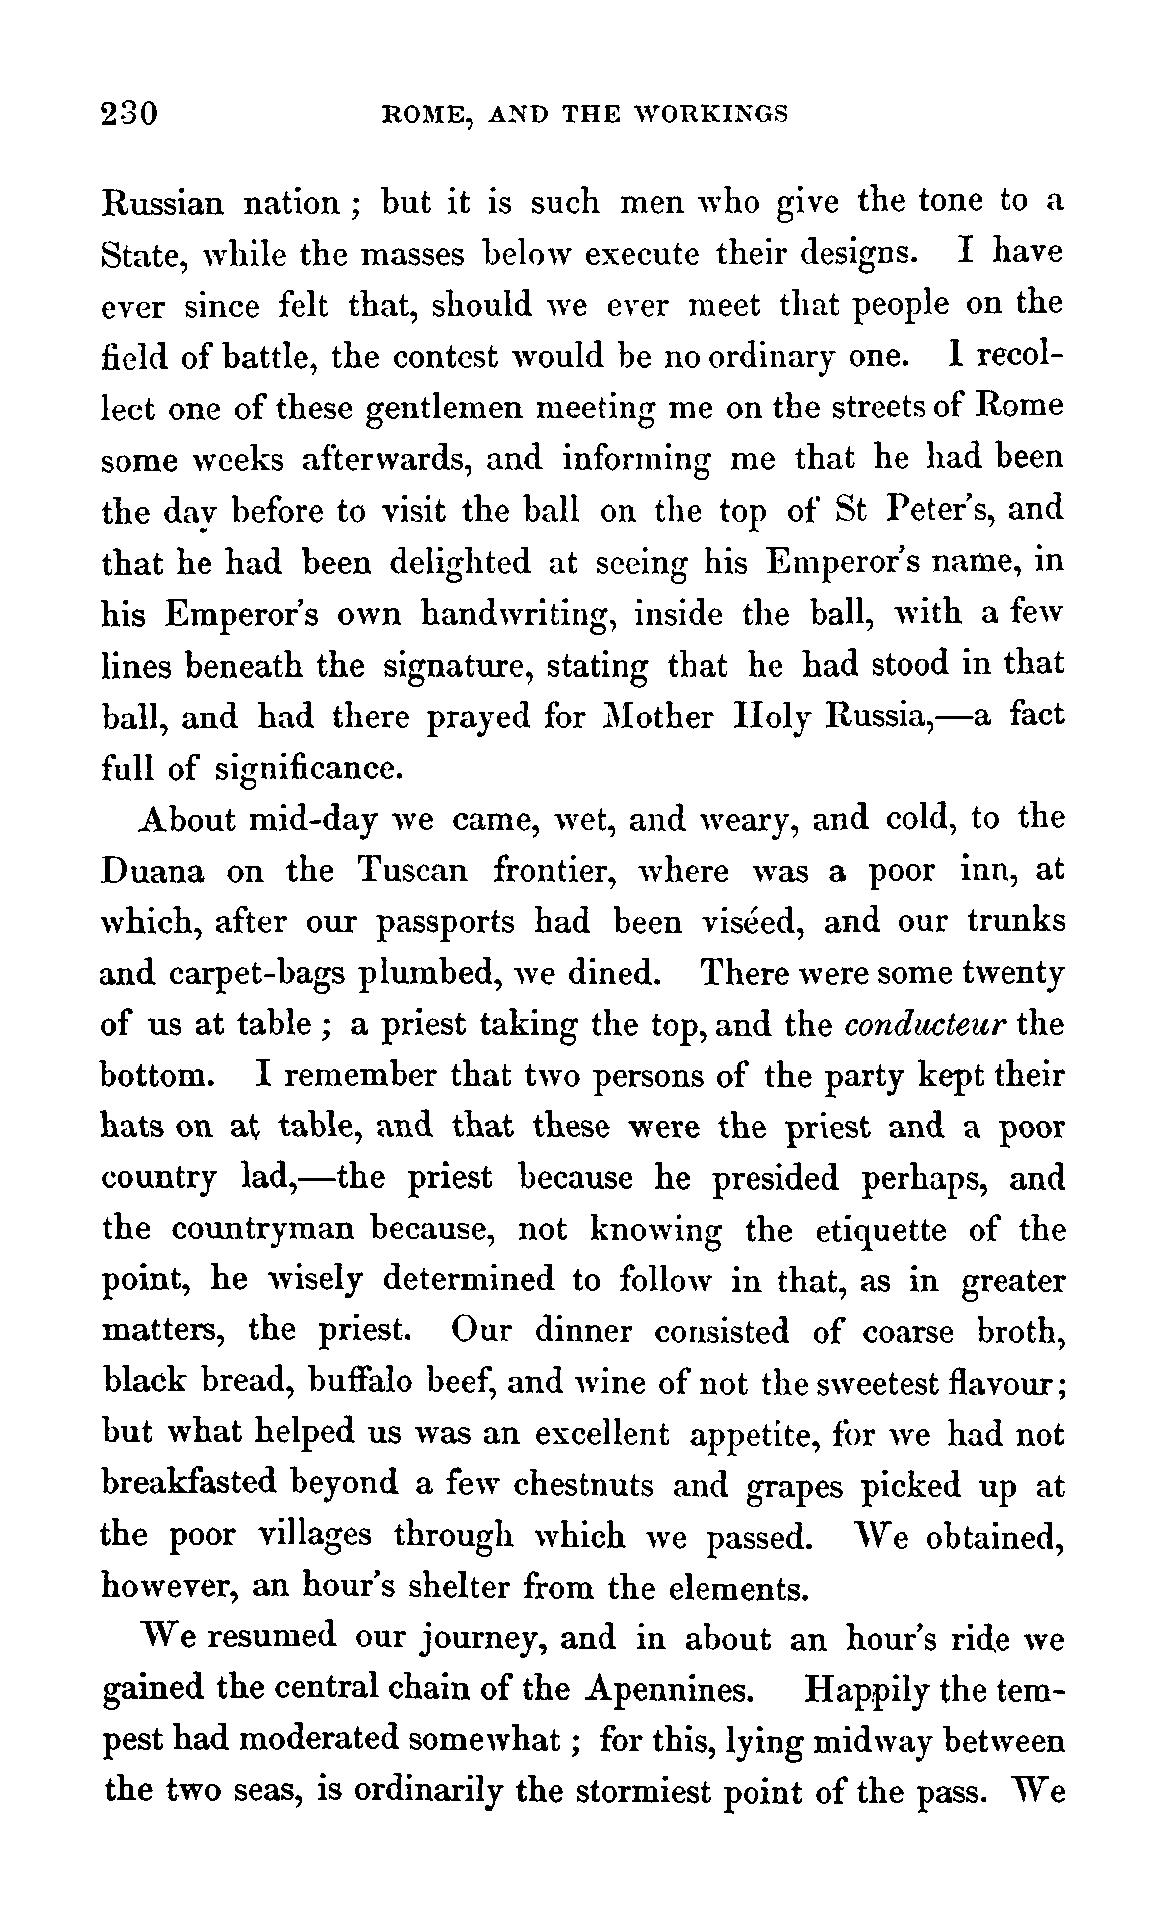 230 ROME, AND THE WORKINGS
Russian nation ; but it is such men who give the tone to a
State, while the masses below execute their designs. I have
ever since felt that, should we ever meet that people on the
field of battle, the contest would be no ordinary one. I recol-
lect one of these gentlemen meeting me on the streets of Rome
some weeks afterwards, and informing me that he had been
the day before to visit the ball on the top of St Peter's, and
that he had been delighted at seeing his Emperor's name, in
his Emperor's own handwriting, inside the ball, with a few
lines beneath the signature, stating that he had stood in that
ball, and had there prayed for Mother Holy Russia,—a fact
full of significance.
About mid-day we came, wet, and weary, and cold, to the
Duana on the Tuscan frontier, where was a poor inn, at
which, after our passports had been viséed, and our trunks
and carpet-bags plumbed, we dined. There were some twenty
of us at table ; a priest taking the top, and the conducteur the
bottom. I remember that two persons of the party kept their
hats on at table, and that these were the priest and a poor
country lad,—the priest because he presided perhaps, and
the countryman because, not knowing the etiquette of the
point, he wisely determined to follow in that, as in greater
matters, the priest. Our dinner consisted of coarse broth,
black bread, buffalo beef, and wine of not the sweetest flavour;
but what helped us was an excellent appetite, for we had not
breakfasted beyond a few chestnuts and grapes picked up at
the poor villages through which we passed. We obtained,
however, an hour's shelter from the elements.
We resumed our journey, and in about an hour's ride we
gained the central chain of the Apennines. Happily the tem-
pest had moderated somewhat ; for this, lying midway between
the two seas, is ordinarily the stormiest point of the pass. We